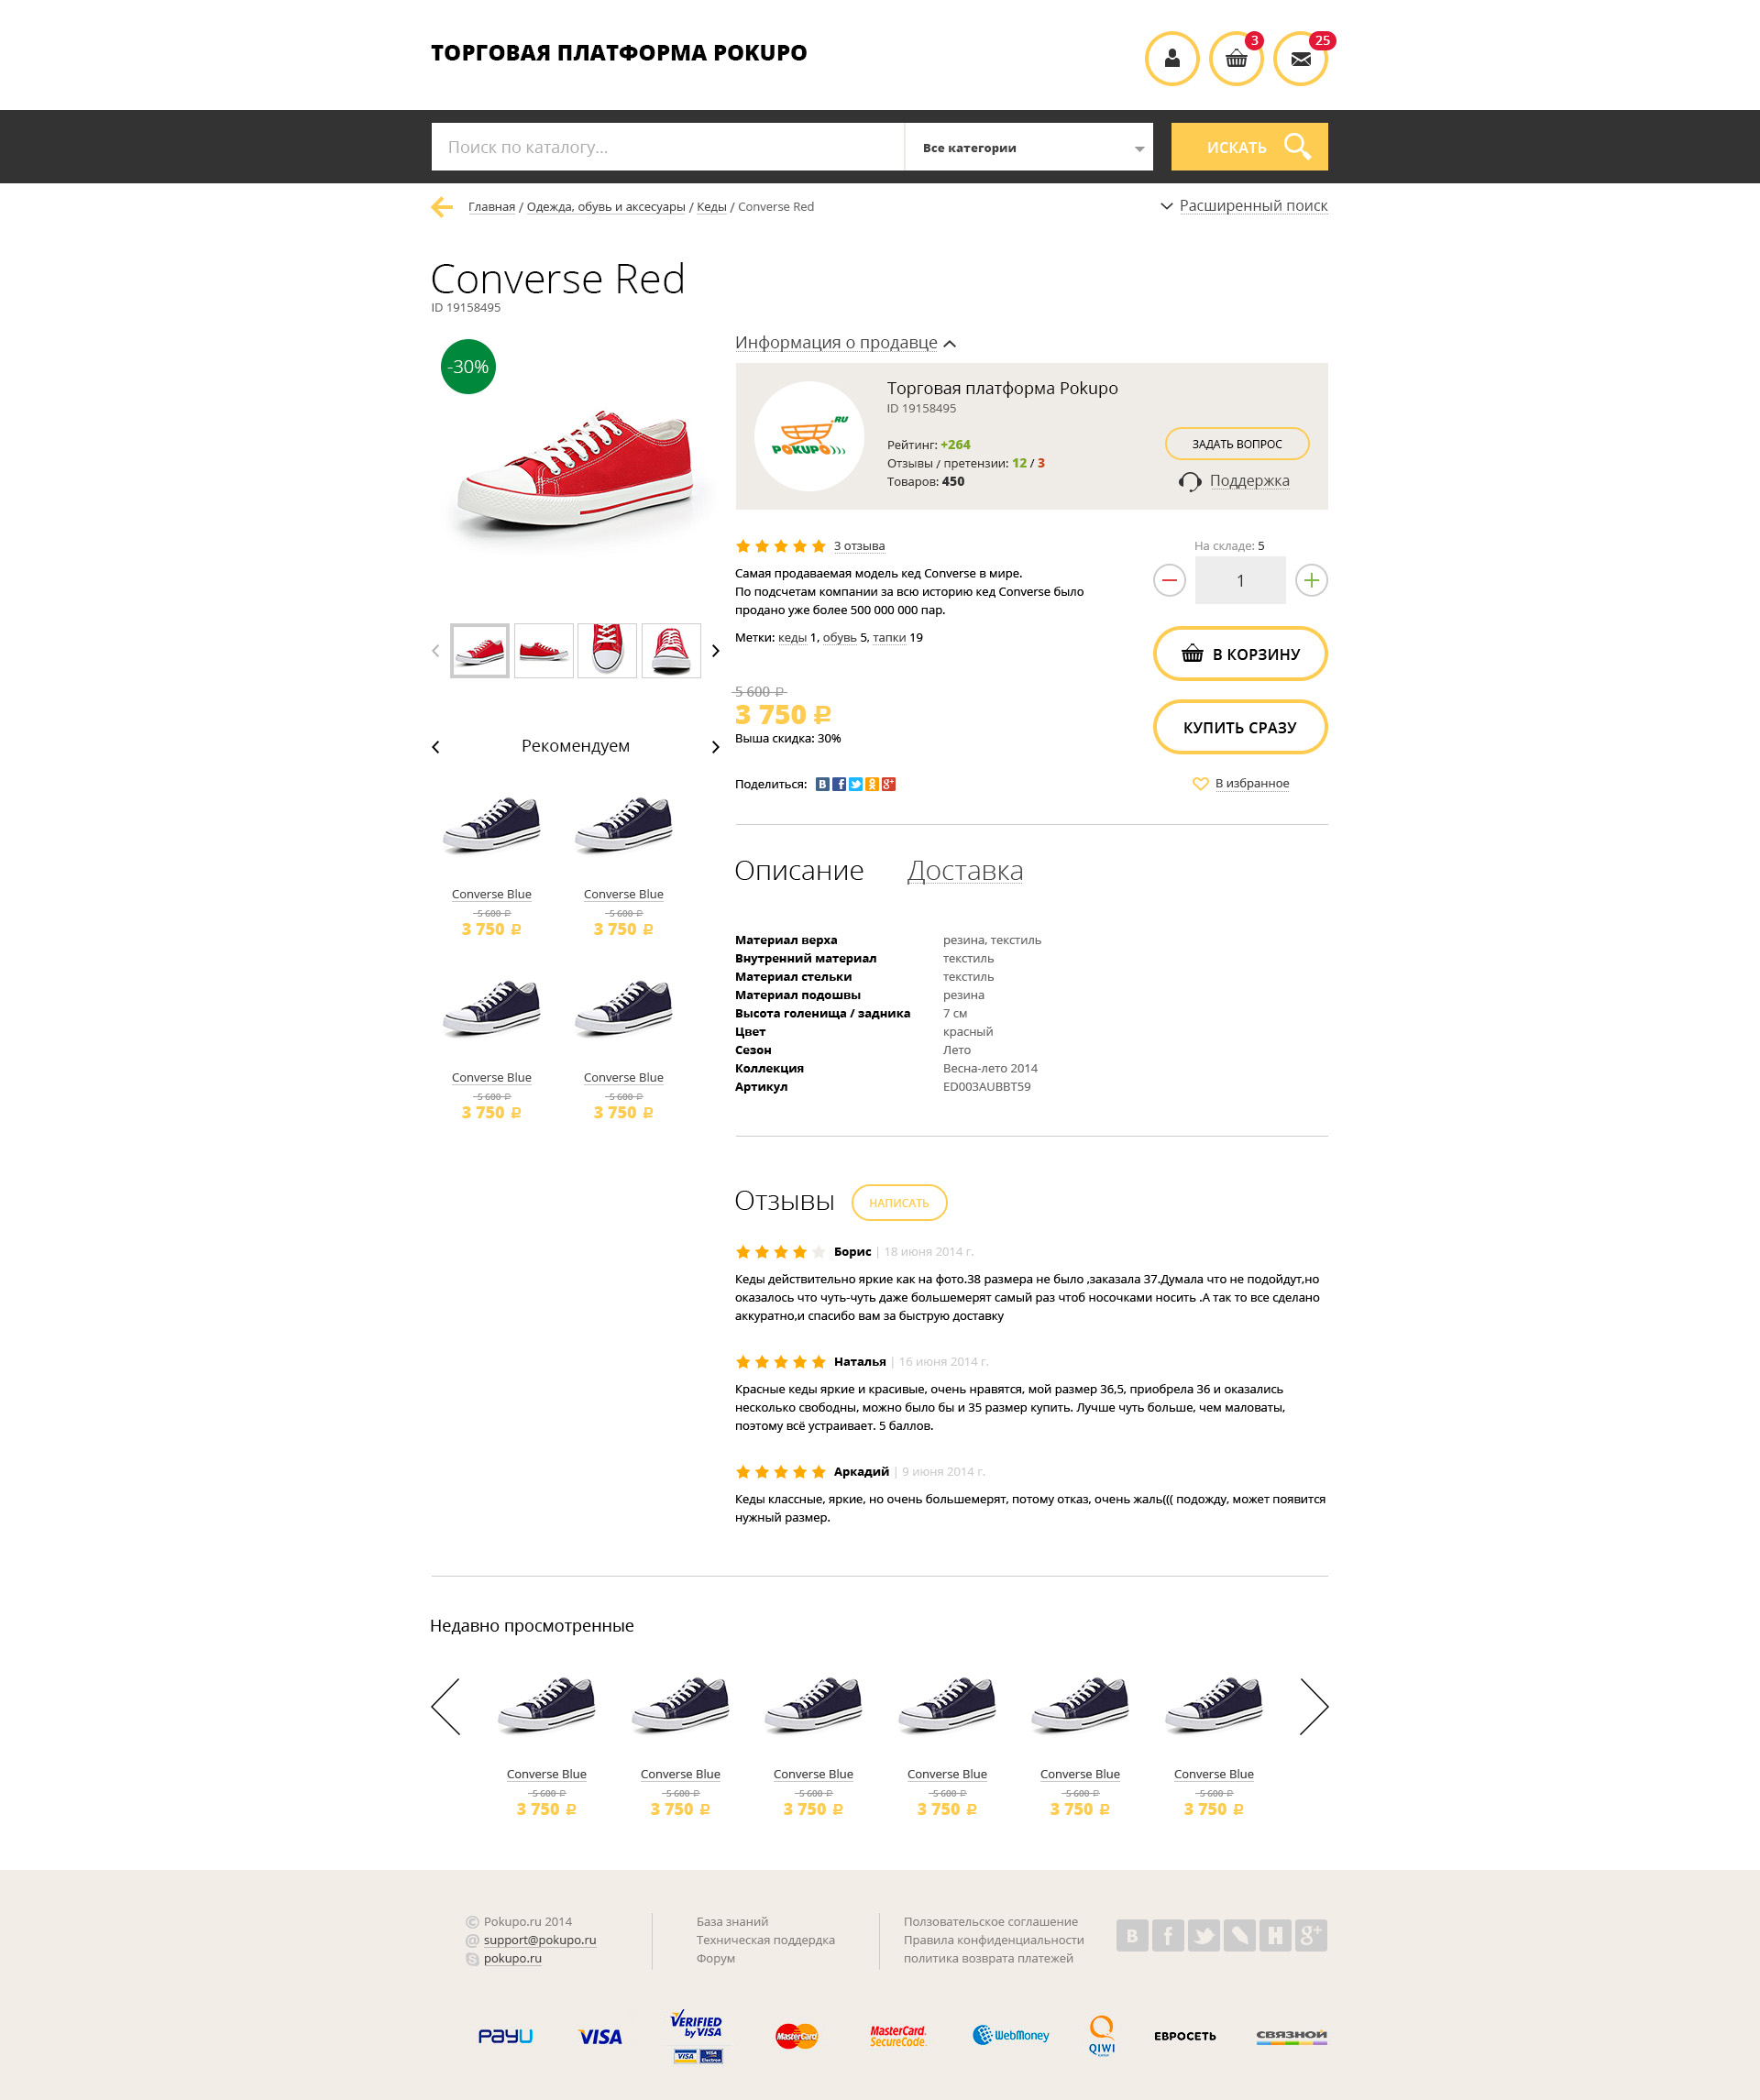 ТОРГОВАЯ ПЛАТФОРМА POKUPO
3
25
Поиск по каталогу...
Все категории
ИСКАТЬ
Главная / Одежда, обувь и аксесуары / Кеды / Converse Red
Расширенный поиск
Converse Red
ID 19158495
-30%
Информация о продавце
.RU
POKUPO
Торговая платформа Pokupo
ID 19158495
Рейтинг: +264
Отзывы / претензии: 12 / 3
Товаров: 450
ЗАДАТЬ ВОПРОС
Поддержка
3 отзыва
Самая продаваемая модель кед Converse в мире.
По подсчетам компании за всю историю кед Converse было
продано уже более 500 000 000 пар.
Метки: кеды 1, обувь 5, тапки 19
На складе: 5
1
В КОРЗИНУ
КУПИТЬ СРАЗУ
В избранное
5 600 ₽
3 750 ₽
Выша скидка: 30%
Поделиться:
Рекомендуем
Converse Blue
5 600 ₽
3 750 ₽
Converse Blue
5 600 ₽
3 750 ₽
Converse Blue
5 600 ₽
3 750 ₽
Converse Blue
5 600 ₽
3 750 ₽
Описание
Доставка
Материал верха резина, текстиль
Внутренний материал текстиль
Материал стельки текстиль
Материал подошвы резина
Высота голенища / задника 7 см
Цвет красный
Сезон Лето
Коллекция Весна-лето 2014
Артикул ED003AUBBT59
Отзывы
НАПИСАТЬ
Борис | 18 июня 2014 г.
Кеды действительно яркие как на фото.38 размера не было ,заказала 37.Думала что не подойдут,но
оказалось что чуть-чуть даже большемерят самый раз чтоб носочками носить .А так то все сделано
аккуратно,и спасибо вам за быструю доставку
Наталья | 16 июня 2014 г.
Красные кеды яркие и красивые, очень нравятся, мой размер 36,5, приобрела 36 и оказались
несколько свободны, можно было бы и 35 размер купить. Лучше чуть больше, чем маловаты,
поэтому всё устраивает. 5 баллов.
Аркадий | 9 июня 2014 г.
Кеды классные, яркие, но очень большемерят, потому отказ, очень жаль((( подожду, может появится
нужный размер.
Недавно просмотренные
Converse Blue
5 600 ₽
3 750 ₽
Converse Blue
5 600 ₽
3 750 ₽
Converse Blue
5 600 ₽
3 750 ₽
Converse Blue
5 600 ₽
3 750 ₽
Converse Blue
5 600 ₽
3 750 ₽
Converse Blue
5 600 ₽
3 750 ₽
© Pokupo.ru 2014
@ support@pokupo.ru
pokupo.ru
База знаний
Техническая поддердка
Форум
Полzовательское соглашение
Правила конфиденциальности
политика возврата платежей
PayU
VISA
VERIFIED
by VISA
VISA
VISA
Electron
MasterCard
MasterCard.
SecureCode.
WebMoney
QIWI
ЕВРОСЕТЬ
СВЯЗНОЙ